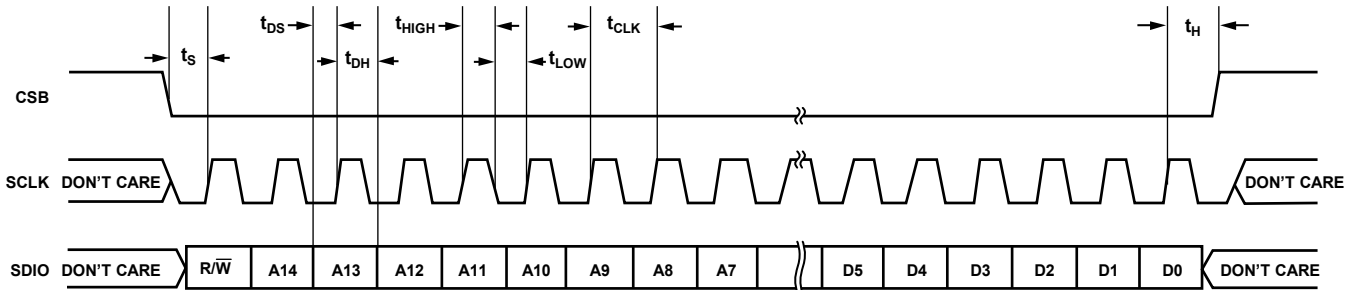 tDS
tHIGH
tCLK
tH
tS
tDH
tLOW
CSB
SCLK DON'T CARE
DON'T CARE
SDIO DON'T CARE R/W̅ A14 A13 A12 A11 A10 A9 A8 A7 D5 D4 D3 D2 D1 D0 DON'T CARE